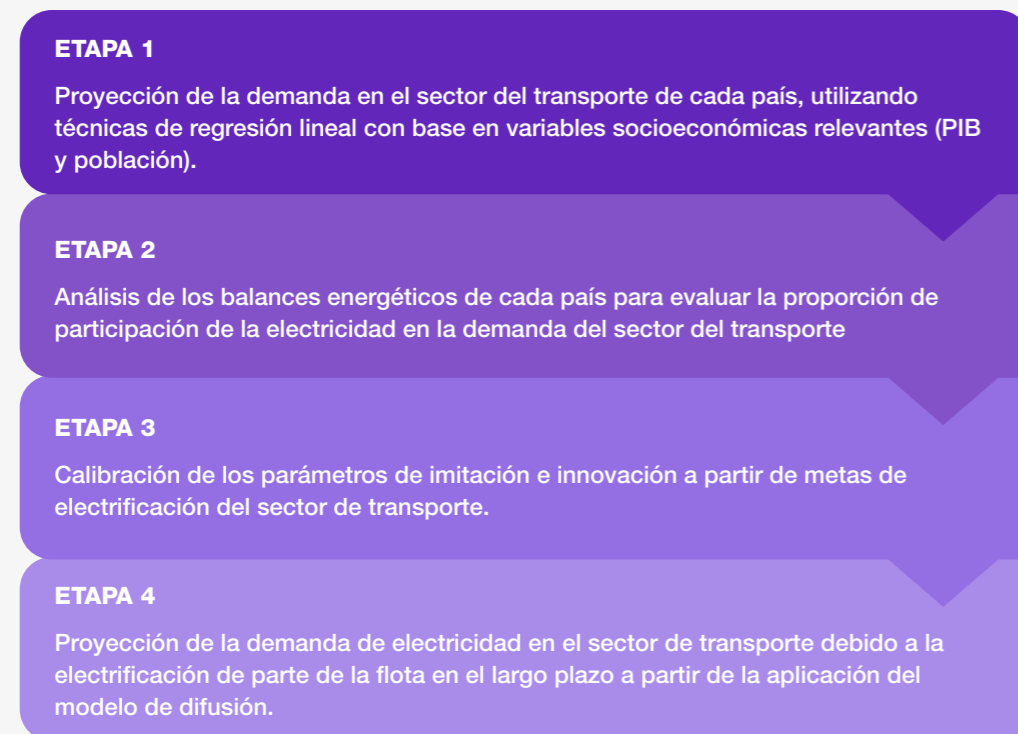 ETAPA 1
Proyección de la demanda en el sector del transporte de cada país, utilizando
técnicas de regresión lineal con base en variables socioeconómicas relevantes (PIB
y población).
ETAPA 2
Análisis de los balances energéticos de cada país para evaluar la proporción de
participación de la electricidad en la demanda del sector del transporte
ETAPA 3
Calibración de los parámetros de imitación e innovación a partir de metas de
electrificación del sector de transporte.
ETAPA 4
Proyección de la demanda de electricidad en el sector de transporte debido a la
electrificación de parte de la flota en el largo plazo a partir de la aplicación del
modelo de difusión.